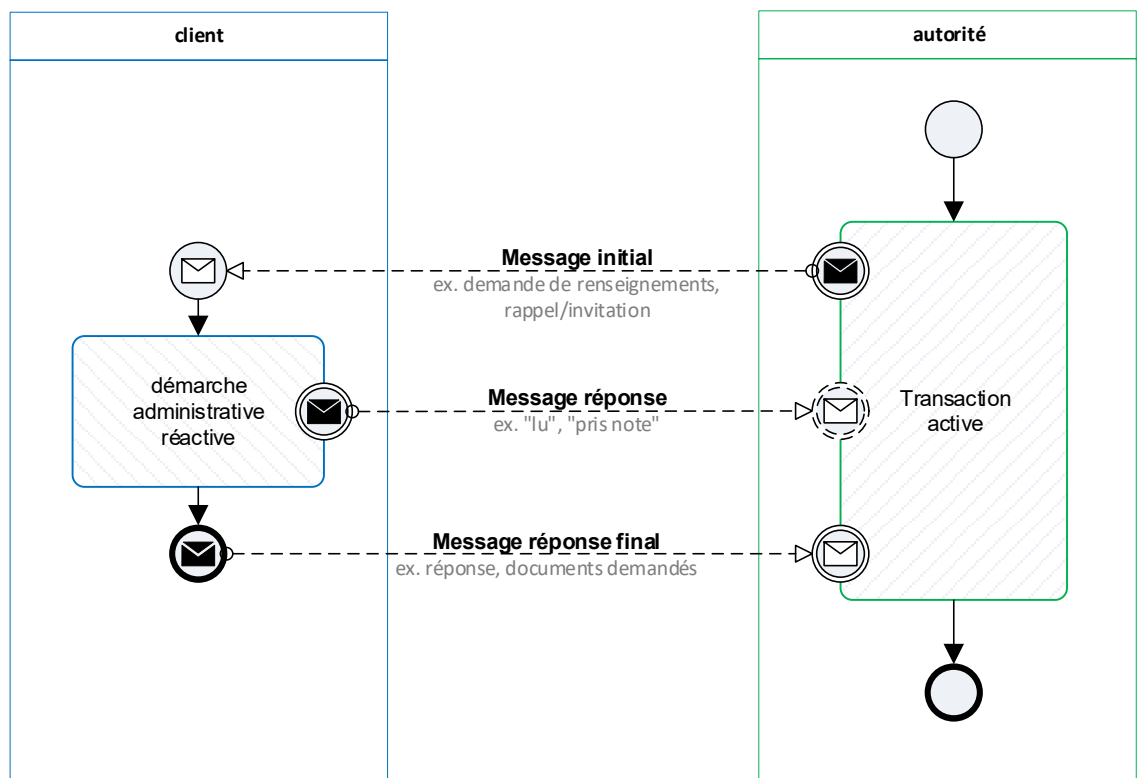 client
autorité
Message initial
ex. demande de renseignements,
rappel/invitation
démarche
administrative
réactive
Message réponse
ex. "lu", "pris note"
Transaction
active
Message réponse final
ex. réponse, documents demandés